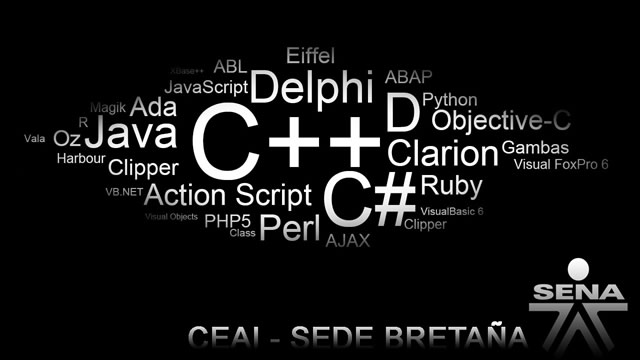 Eiffel
XBase++ ABL
ABAP
JavaScript Delphi
Magik Ada
D Python
R
Objective-C
Vala Oz Java C++
Clarion Gambas
Harbour Clipper
Visual FoxPro 6
VB.NET Action Script C# Ruby
Visual Objects PHP5
VisualBasic 6
Class Perl
Clipper
AJAX
SENA
CEAI - SEDE BRETAÑA